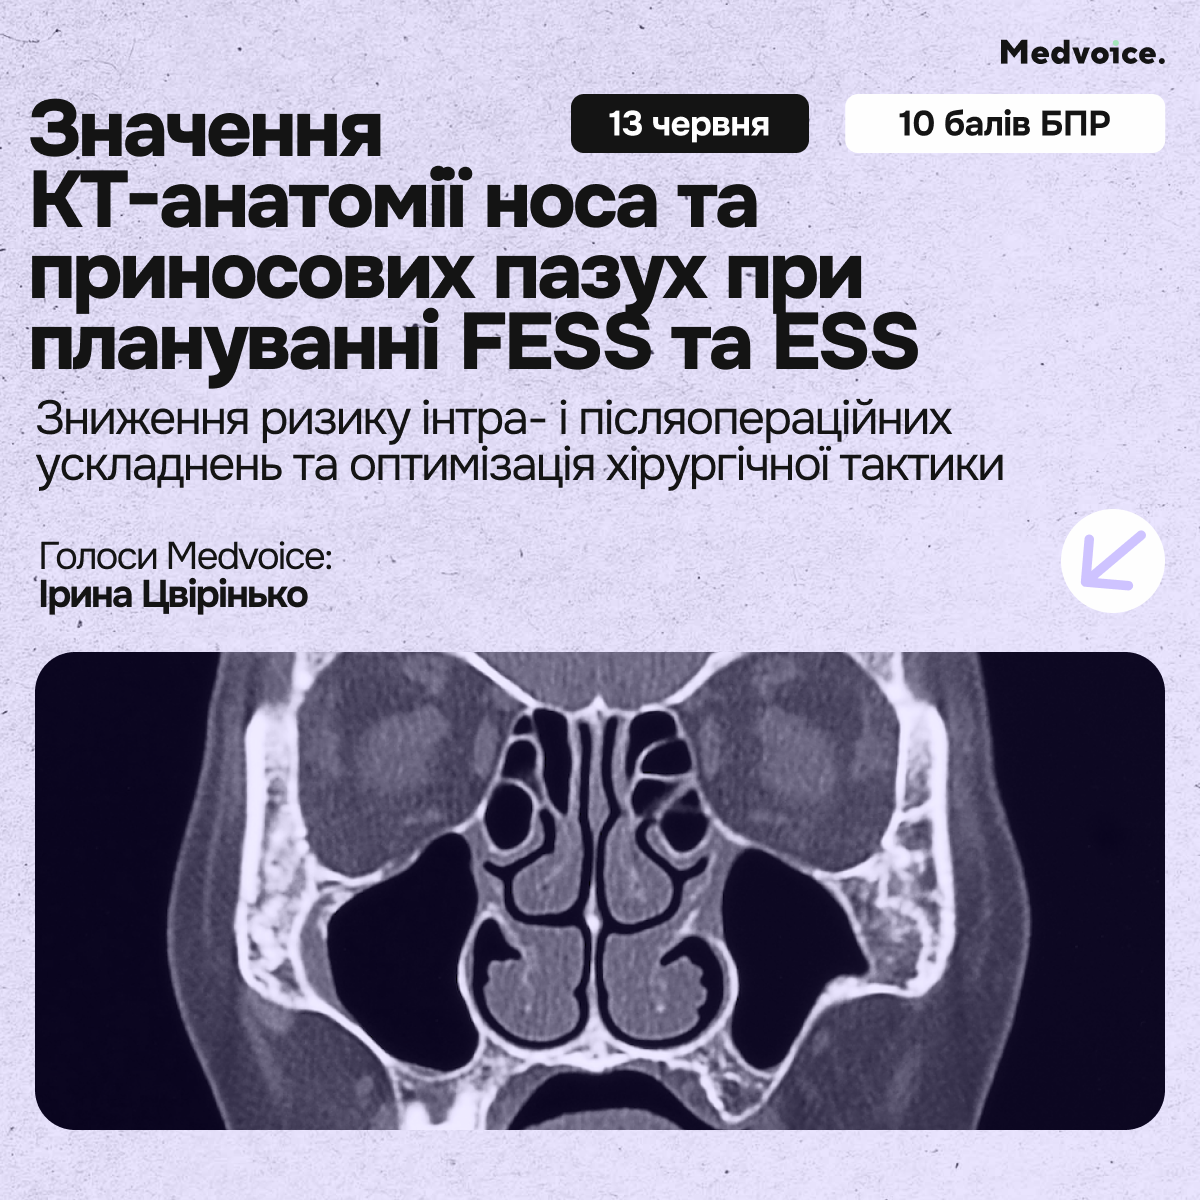 Medvoice.
13 червня
10 балів БПР
Значення
КТ-анатомії носа та
приносових пазух при
плануванні FESS та ESS
Зниження ризику інтра- і післяопераційних
ускладнень та оптимізація хірургічної тактики
Голоси Medvoice:
Ірина Цвірінько